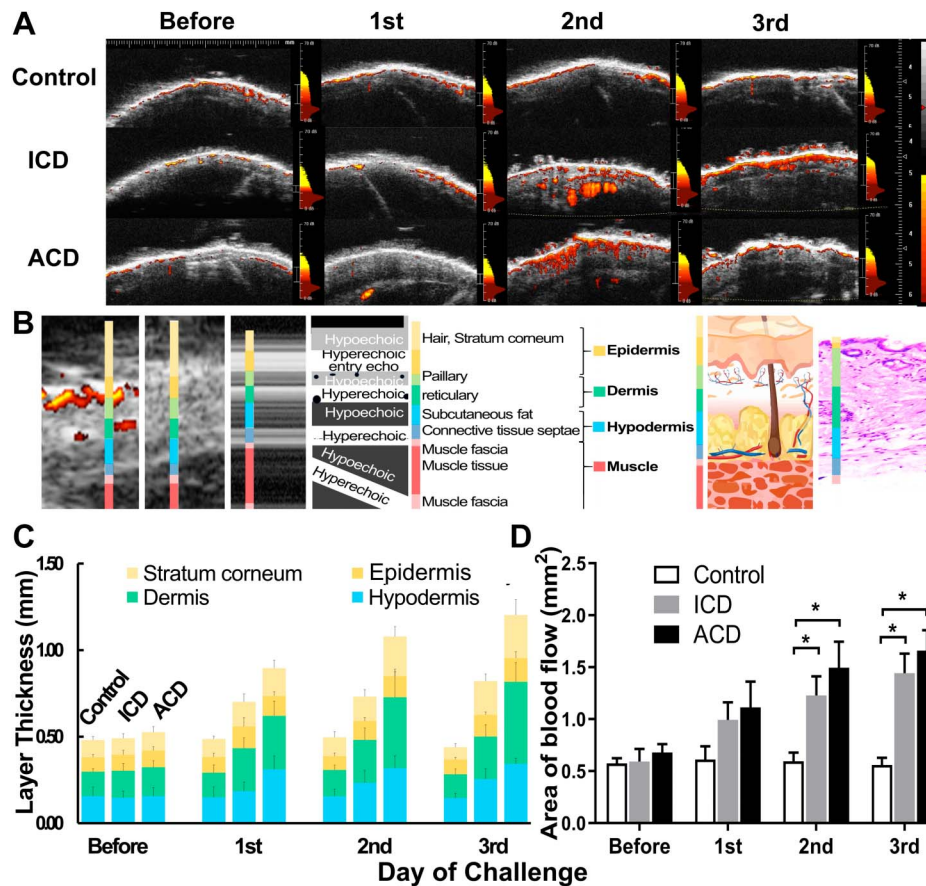 A
Before 1st 2nd 3rd
Control
ICD
ACD
B
Hypoechoic
Hyperechoic
entry echo
Hypoechoic
Hyperechoic
Hypoechoic
Hyperechoic
Hypoechoic
Hyperechoic
Hair, Stratum corneum
Paillary
reticulary
Subcutaneous fat
Connective tissue septae
Muscle fascia
Muscle tissue
Muscle fascia
Epidermis
Dermis
Hypodermis
Muscle
C
Layer Thickness (mm)
1.50
1.00
0.50
0.00
Stratum corneum
Epidermis
Dermis
Hypodermis
Control
ICD
ACD
Before 1st 2nd 3rd
D
Area of blood flow (mm2)
2.5
2.0
1.5
1.0
0.5
0.0
Control
ICD
ACD
*
*
*
*
Before 1st 2nd 3rd
Day of Challenge